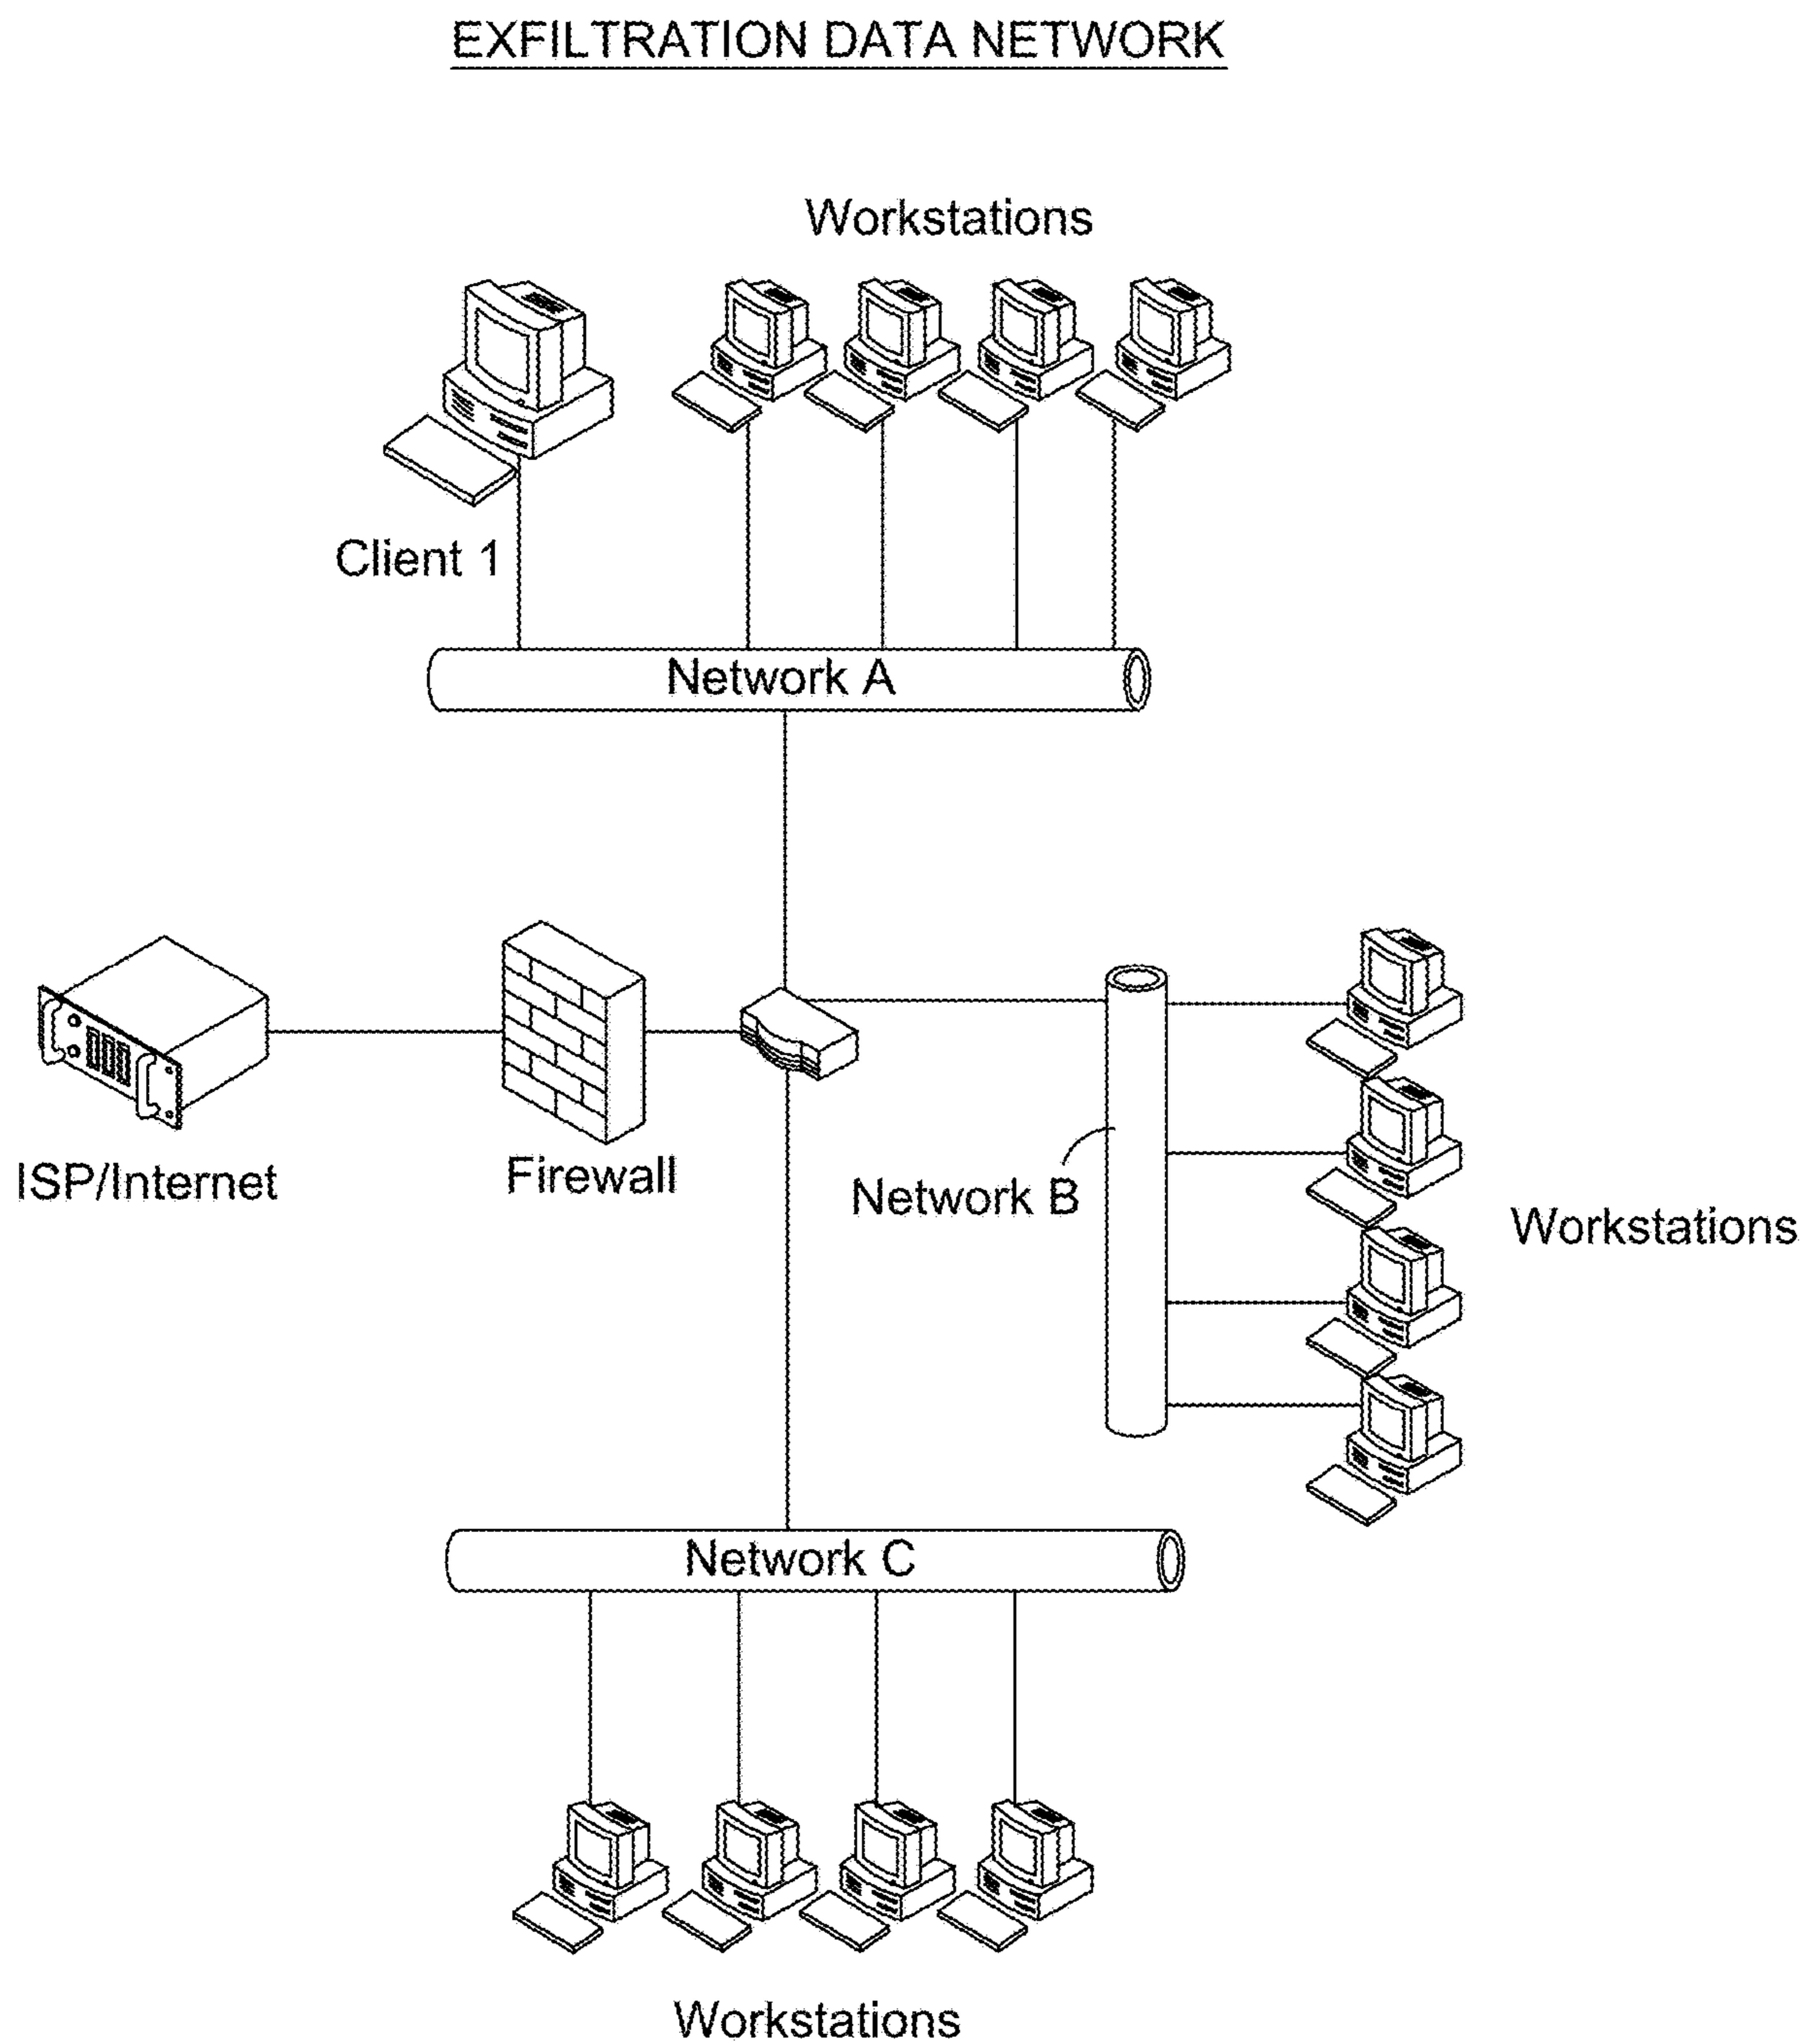 EXFILTRATION DATA NETWORK
Workstations
Client 1
Network A
ISP/Internet
Firewall
Network B
Workstations
Network C
Workstations